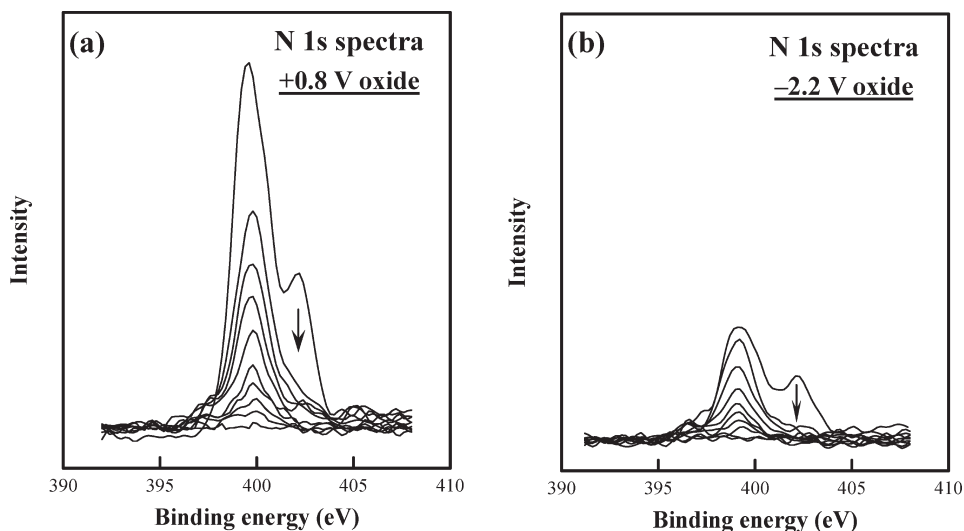 (a)
N 1s spectra
+0.8 V oxide
Intensity
390
395
400
405
410
Binding energy (eV)
(b)
N 1s spectra
–2.2 V oxide
Intensity
390
395
400
405
410
Binding energy (eV)